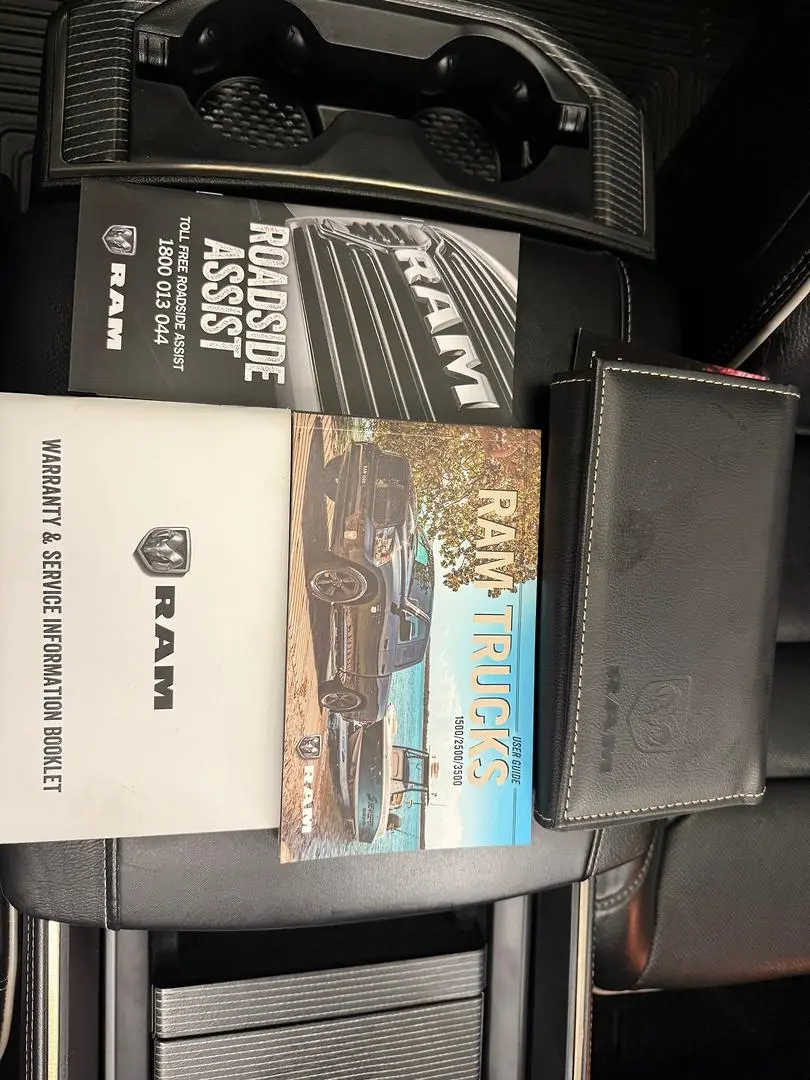 ROADSIDE
ASSIST
TOLL FREE ROADSIDE ASSIST
1800 013 044
RAM
RAM
USER GUIDE
RAM TRUCKS
1500/2500/3500
RAM
RAM
WARRANTY & SERVICE INFORMATION BOOKLET
RAM